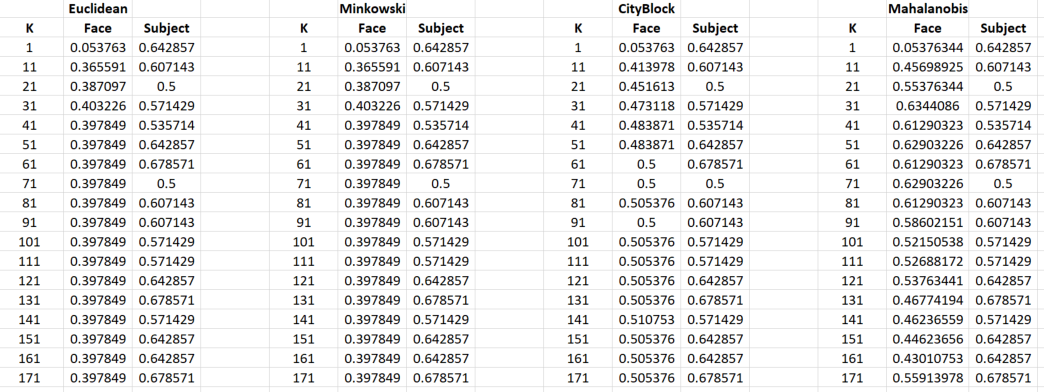 Euclidean Minkowski CityBlock Mahalanobis
K Face Subject K Face Subject K Face Subject K Face Subject
1 0.053763 0.642857 1 0.053763 0.642857 1 0.053763 0.642857 1 0.05376344 0.642857
11 0.365591 0.607143 11 0.365591 0.607143 11 0.413978 0.607143 11 0.45698925 0.607143
21 0.387097 0.5 21 0.387097 0.5 21 0.451613 0.5 21 0.55376344 0.5
31 0.403226 0.571429 31 0.403226 0.571429 31 0.473118 0.571429 31 0.6344086 0.571429
41 0.397849 0.535714 41 0.397849 0.535714 41 0.483871 0.535714 41 0.61290323 0.535714
51 0.397849 0.642857 51 0.397849 0.642857 51 0.483871 0.642857 51 0.62903226 0.642857
61 0.397849 0.678571 61 0.397849 0.678571 61 0.5 0.678571 61 0.61290323 0.678571
71 0.397849 0.5 71 0.397849 0.5 71 0.5 0.5 71 0.62903226 0.5
81 0.397849 0.607143 81 0.397849 0.607143 81 0.505376 0.607143 81 0.61290323 0.607143
91 0.397849 0.607143 91 0.397849 0.607143 91 0.5 0.607143 91 0.58602151 0.607143
101 0.397849 0.571429 101 0.397849 0.571429 101 0.505376 0.571429 101 0.52150538 0.571429
111 0.397849 0.571429 111 0.397849 0.571429 111 0.505376 0.571429 111 0.52688172 0.571429
121 0.397849 0.642857 121 0.397849 0.642857 121 0.505376 0.642857 121 0.53763441 0.642857
131 0.397849 0.678571 131 0.397849 0.678571 131 0.505376 0.678571 131 0.46774194 0.678571
141 0.397849 0.571429 141 0.397849 0.571429 141 0.510753 0.571429 141 0.46236559 0.571429
151 0.397849 0.642857 151 0.397849 0.642857 151 0.505376 0.642857 151 0.44623656 0.642857
161 0.397849 0.642857 161 0.397849 0.642857 161 0.505376 0.642857 161 0.43010753 0.642857
171 0.397849 0.678571 171 0.397849 0.678571 171 0.505376 0.678571 171 0.55913978 0.678571